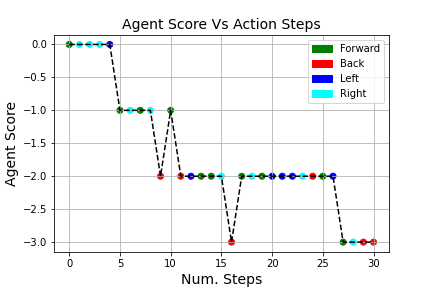 Agent Score Vs Action Steps
Agent Score
0.0
−0.5
−1.0
−1.5
−2.0
−2.5
−3.0
Forward
Back
Left
Right
0 5 10 15 20 25 30
Num. Steps